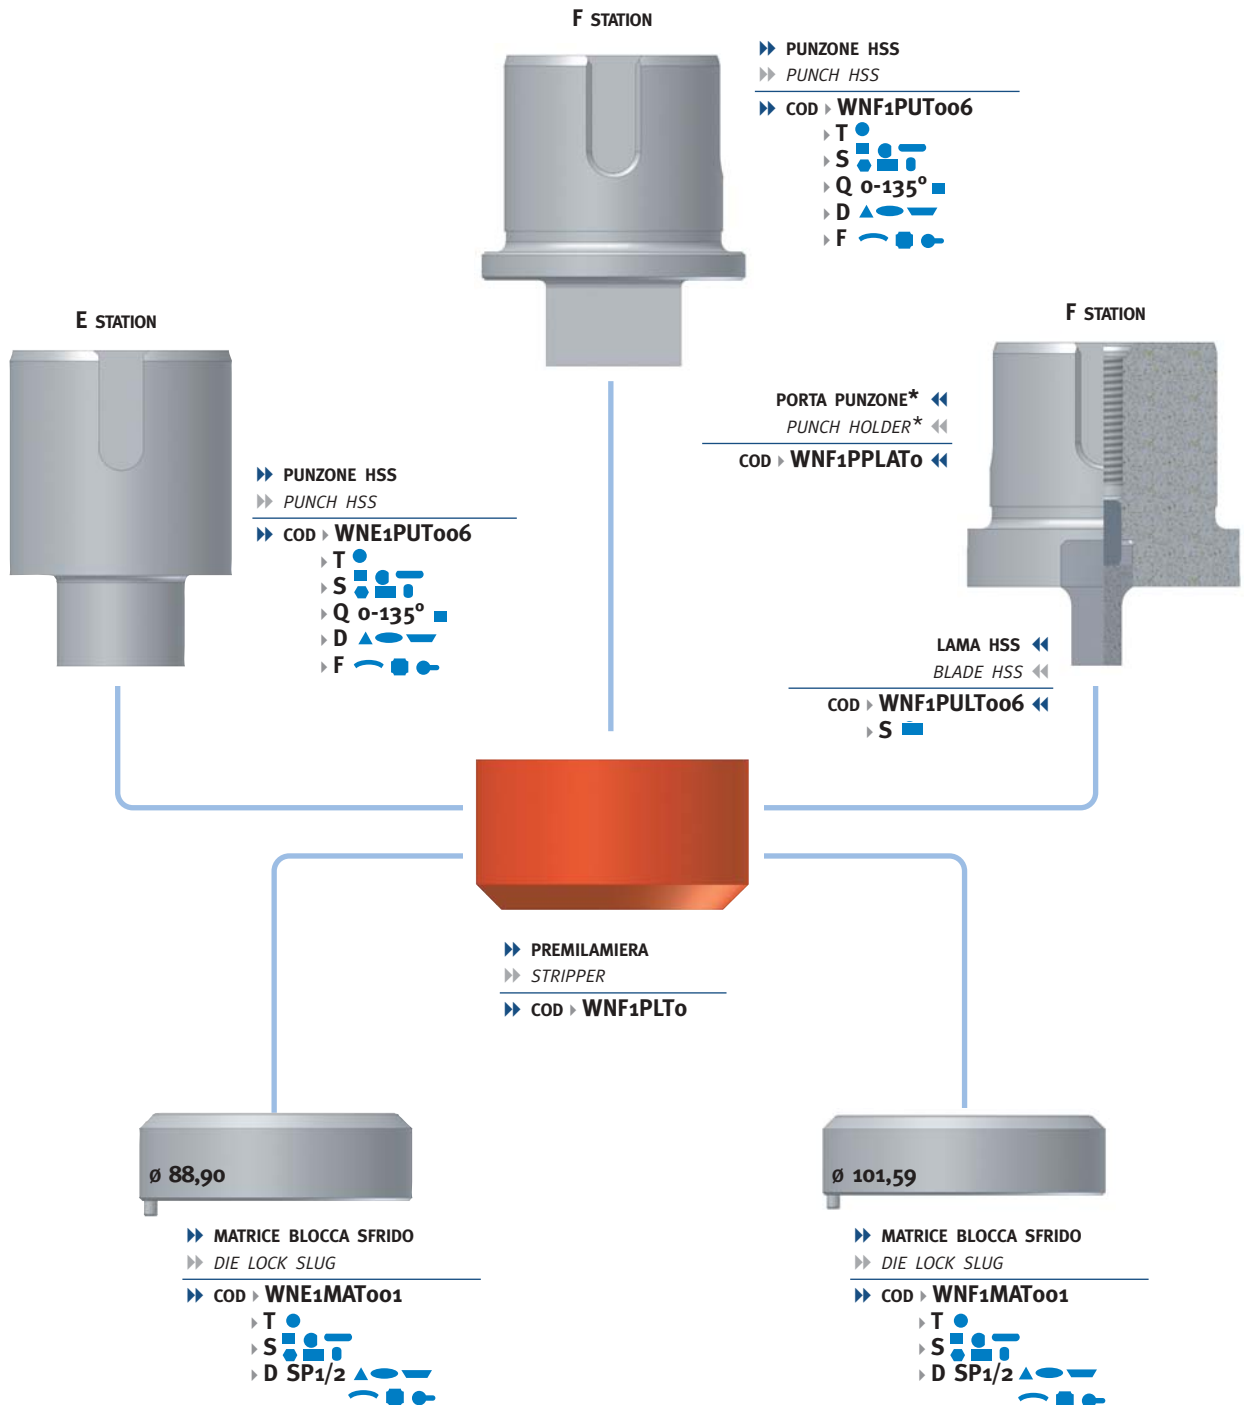 F STATION
PUNZONE HSS
PUNCH HSS
COD WNF1PUT006
T
S
Q 0-135°
D
F
E STATION
PUNZONE HSS
PUNCH HSS
COD WNE1PUT006
T
S
Q 0-135°
D
F
F STATION
PORTA PUNZONE*
PUNCH HOLDER*
COD WNF1PPLAT0
LAMA HSS
BLADE HSS
COD WNF1PULT006
S
PREMILAMIERA
STRIPPER
COD WNF1PLT0
Ø 88,90
MATRICE BLOCCA SFRIDO
DIE LOCK SLUG
COD WNE1MAT001
T
S
D SP1/2
Ø 101,59
MATRICE BLOCCA SFRIDO
DIE LOCK SLUG
COD WNF1MAT001
T
S
D SP1/2